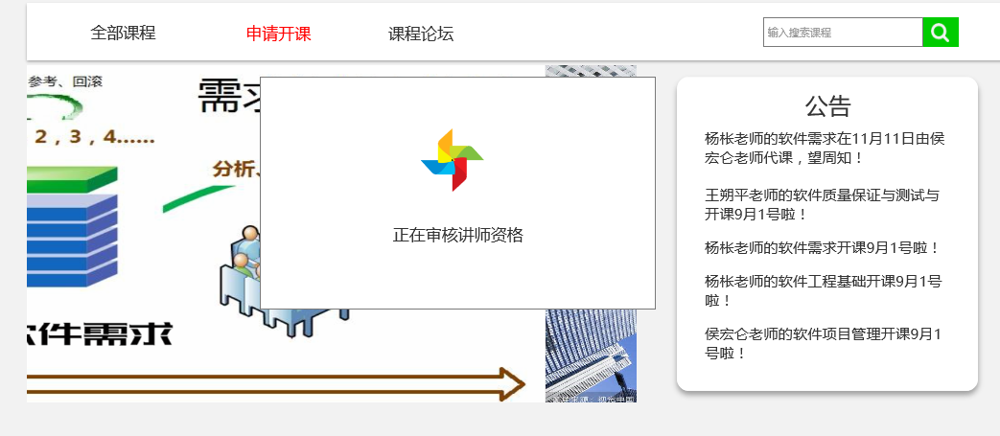 全部课程
申请开课
课程论坛
输入搜索课程
参考、回滚
2，3，4……
需求
分析、
正在审核讲师资格
件需求
公告
杨枨老师的软件需求在11月11日由侯
宏仑老师代课，望周知！
王朔平老师的软件质量保证与测试与
开课9月1号啦！
杨枨老师的软件需求开课9月1号啦！
杨枨老师的软件工程基础开课9月1号
啦！
侯宏仑老师的软件项目管理开课9月1
号啦！